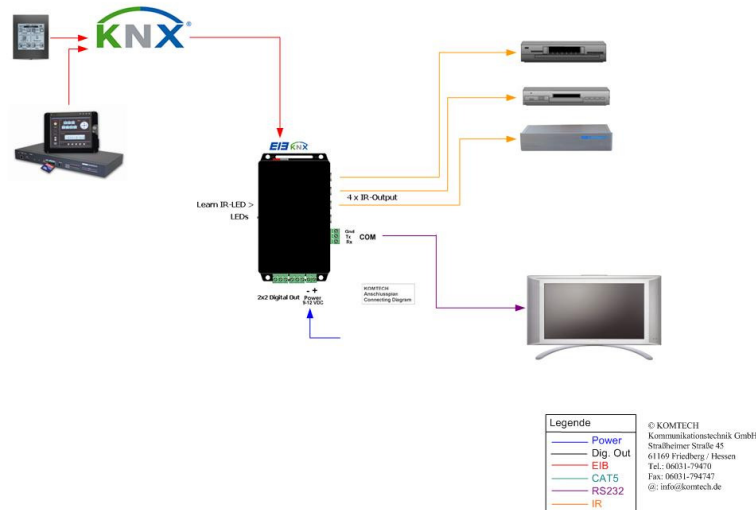 KNX®
EIB KNX
Learn IR-LED >
LEDs
4 x IR-Output
Gnd
Tx
Rx
COM
- +
2x2 Digital Out
Power
9-12 VDC
KOMTECH
Anschlussplan
Connecting Diagram
Legende
Power
Dig. Out
EIB
CAT5
RS232
IR
© KOMTECH
Kommunikationstechnik GmbH
Straßheimer Straße 45
61169 Friedberg / Hessen
Tel.: 06031-79470
Fax: 06031-794747
@: info@komtech.de